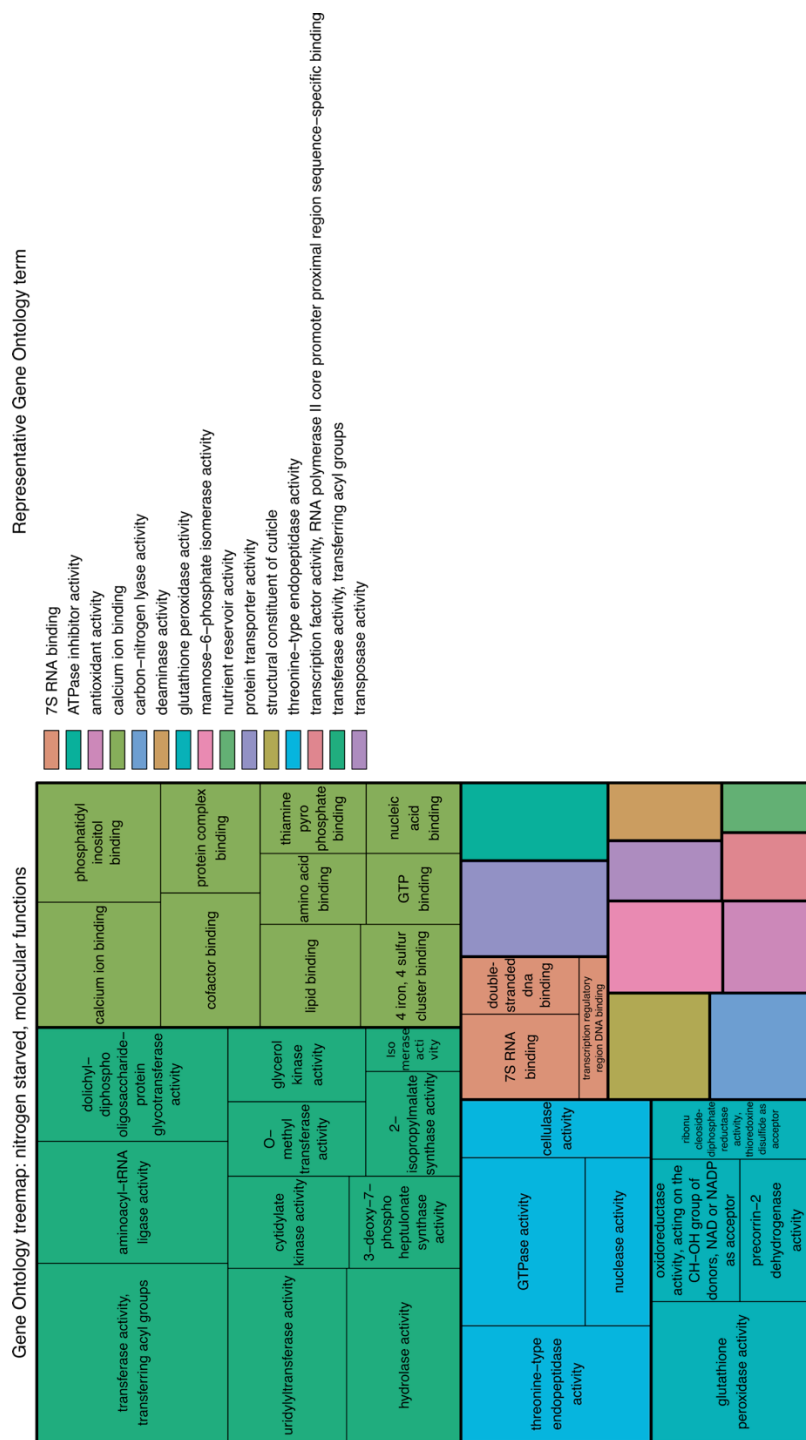 Gene Ontology treemap: nitrogen starved, molecular functions
Representative Gene Ontology term
transferase activity,
transferring acyl groups
aminoacyl−tRNA
ligase activity
dolichyl−
diphospho
oligosaccharide−
protein
glycotransferase
activity
uridylyltransferase activity
cytidylate
kinase activity
O−
methyl
transferase
activity
glycerol
kinase activity
hydrolase activity
3−deoxy−7−
phospho
heptulonate
synthase
activity
2−
isopropylmalate
synthase activity
Iso
merase
acti
vity
calcium ion binding
phosphatidyl
inositol
binding
cofactor binding
protein complex
binding
lipid binding
amino acid
binding
thiamine
pyro
phosphate
binding
4 iron, 4 sulfur
cluster binding
GTP
binding
nucleic
acid
binding
threonine−type
endopeptidase
activity
GTPase activity
cellulase
activity
nuclease activity
glutathione
peroxidase activity
oxidoreductase
activity, acting on the
CH−OH group of
donors, NAD or NADP
as acceptor
precorrin−2
dehydrogenase
activity
ribonu
cleoside-
diphosphate
reductase
activity,
thioredoxine
disulfide as
acceptor
7S RNA
binding
double-
stranded
dna
binding
transcription regulatory
region DNA binding
7S RNA binding
ATPase inhibitor activity
antioxidant activity
calcium ion binding
carbon−nitrogen lyase activity
deaminase activity
glutathione peroxidase activity
mannose−6−phosphate isomerase activity
nutrient reservoir activity
protein transporter activity
structural constituent of cuticle
threonine−type endopeptidase activity
transcription factor activity, RNA polymerase II core promoter proximal region sequence−specific binding
transferase activity, transferring acyl groups
transposase activity